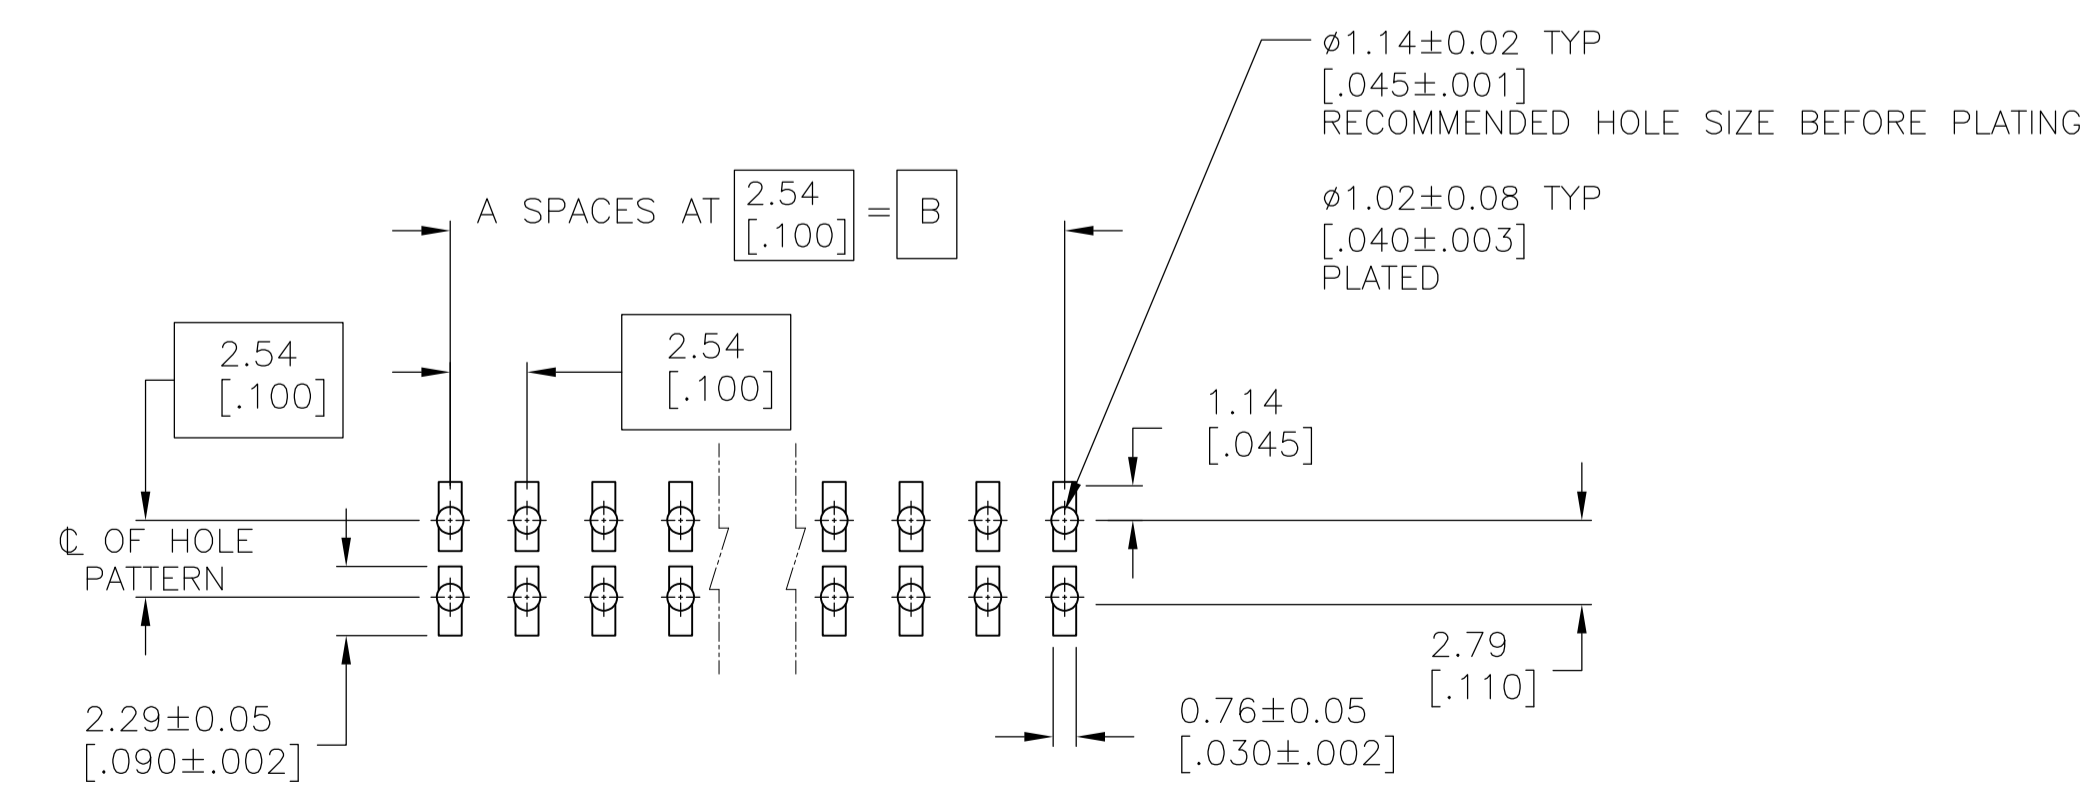 ⌀1.14±0.02 TYP
[.045±.001]
RECOMMENDED HOLE SIZE BEFORE PLATING
⌀1.02±0.08 TYP
[.040±.003]
PLATED
A SPACES AT 2.54 [.100] = B
2.54
[.100]
2.54
[.100]
1.14
[.045]
℄ OF HOLE
PATTERN
2.79
[.110]
2.29±0.05
[.090±.002]
0.76±0.05
[.030±.002]